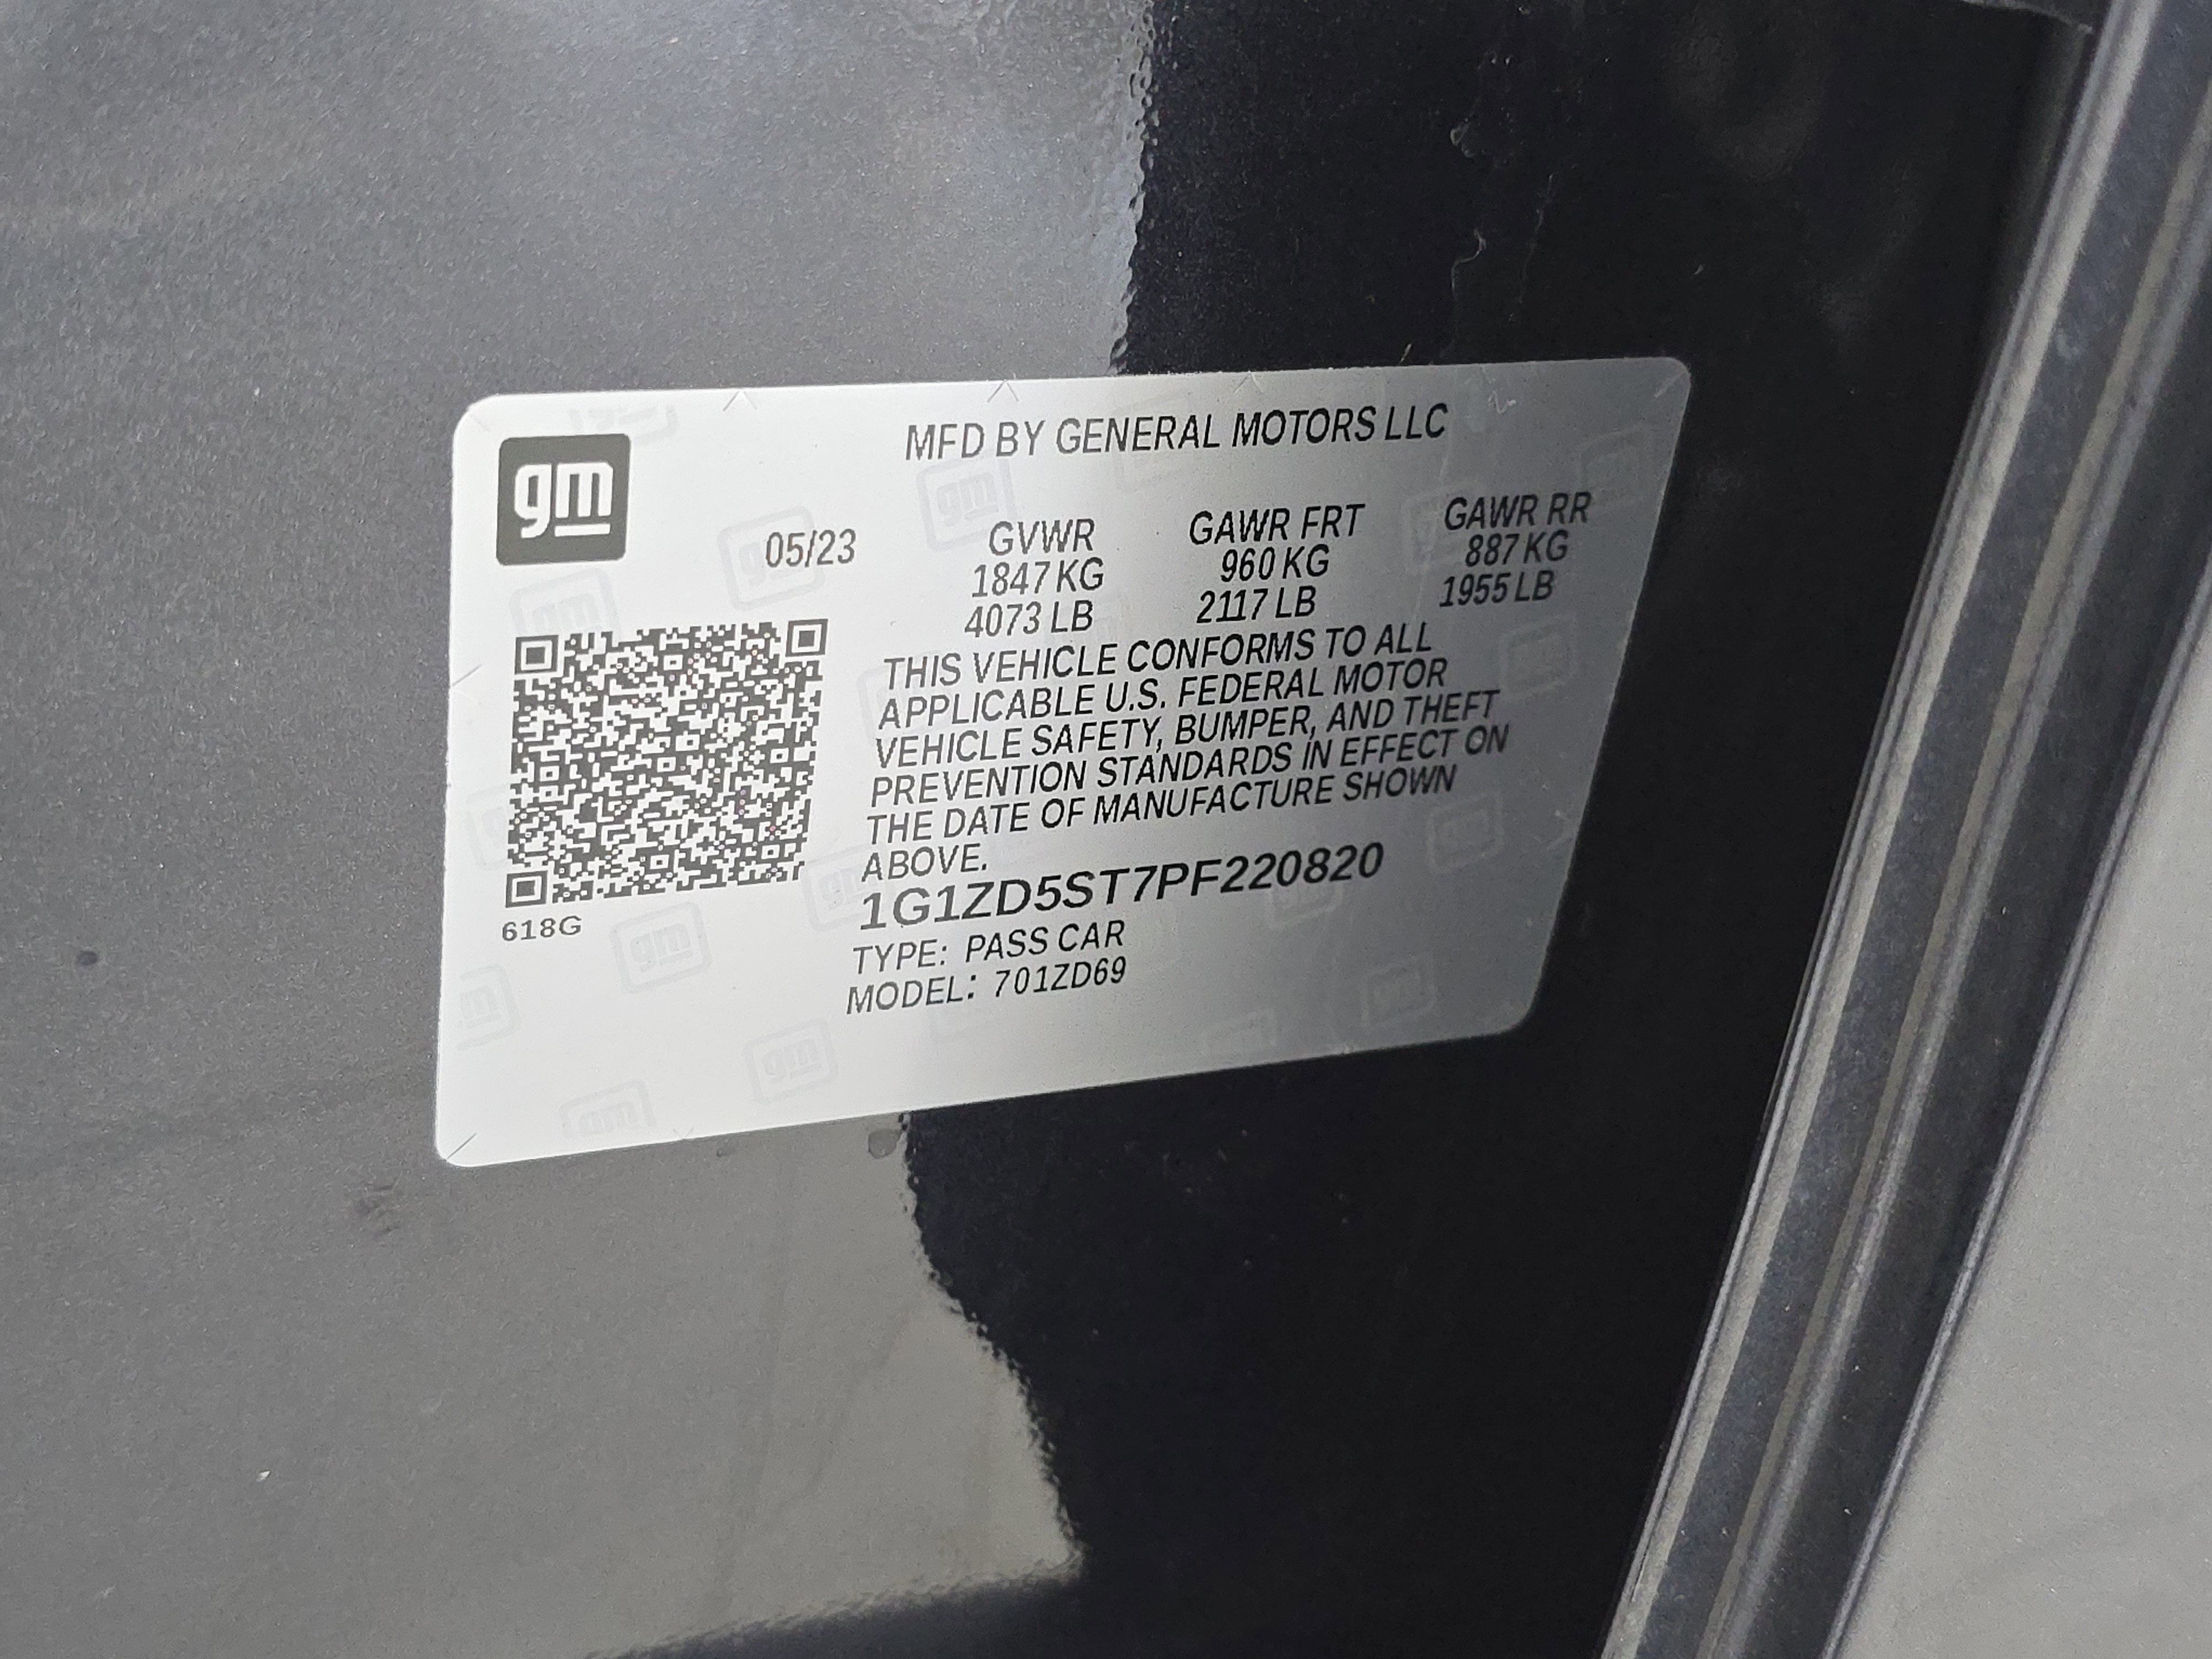 gm
MFD BY GENERAL MOTORS LLC
05/23 GVWR GAWR FRT GAWR RR
1847 KG 960 KG 887 KG
4073 LB 2117 LB 1955 LB
THIS VEHICLE CONFORMS TO ALL
APPLICABLE U.S. FEDERAL MOTOR
VEHICLE SAFETY, BUMPER, AND THEFT
PREVENTION STANDARDS IN EFFECT ON
THE DATE OF MANUFACTURE SHOWN
ABOVE.
1G1ZD5ST7PF220820
618G
TYPE: PASS CAR
MODEL: 701ZD69